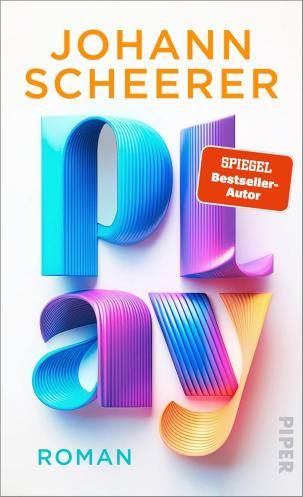 JOHANN
SCHEERER
pl
ay
SPIEGEL
Bestseller-
Autor
ROMAN
PIPER